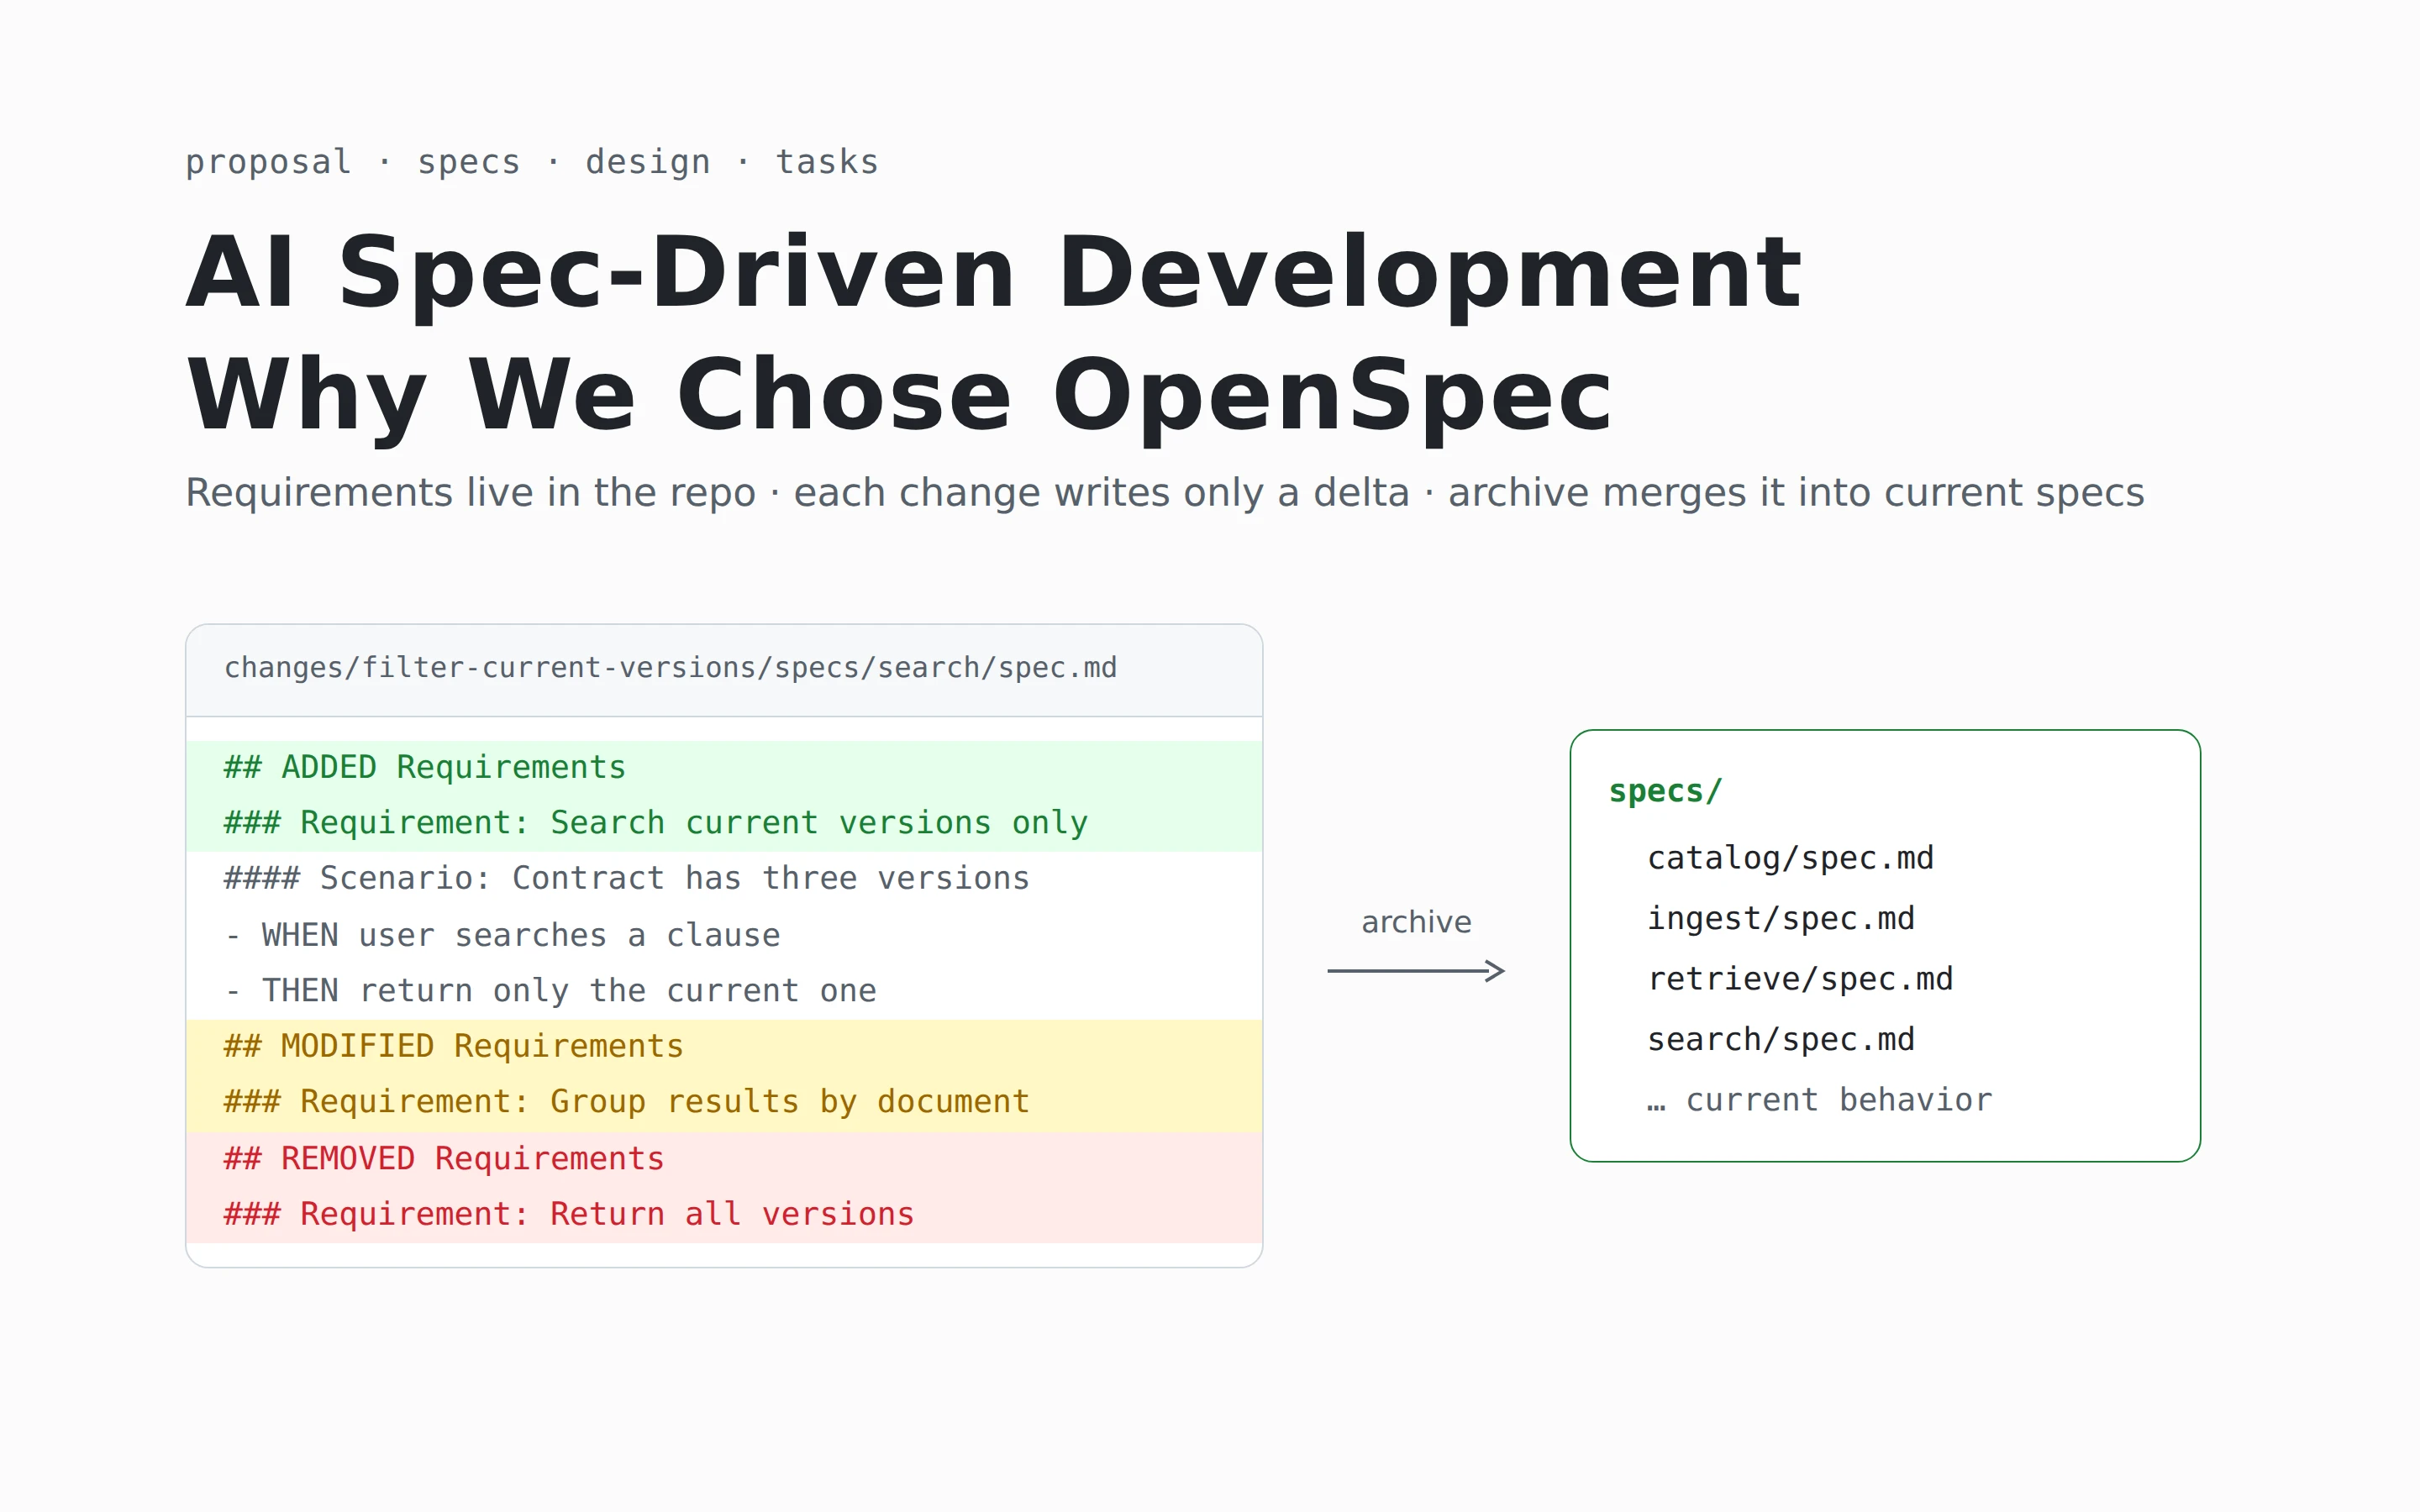 proposal · specs · design · tasks
AI Spec-Driven Development
Why We Chose OpenSpec
Requirements live in the repo · each change writes only a delta · archive merges it into current specs
changes/filter-current-versions/specs/search/spec.md
## ADDED Requirements
### Requirement: Search current versions only
#### Scenario: Contract has three versions
- WHEN user searches a clause
- THEN return only the current one
## MODIFIED Requirements
### Requirement: Group results by document
## REMOVED Requirements
### Requirement: Return all versions
archive
specs/
catalog/spec.md
ingest/spec.md
retrieve/spec.md
search/spec.md
… current behavior